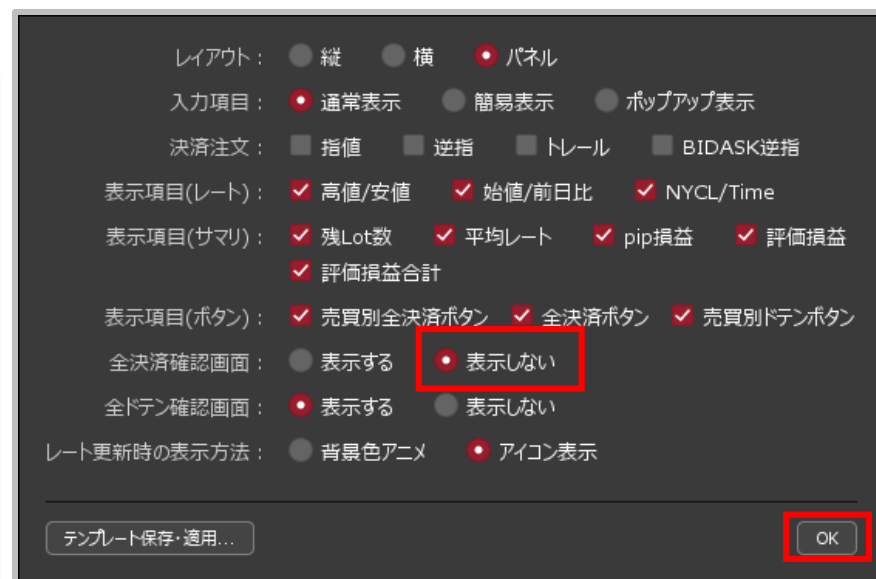 レイアウト： 縦 横 パネル
入力項目： 通常表示 簡易表示 ポップアップ表示
決済注文： 指値 逆指 トレール BIDASK逆指
表示項目(レート)： 高値/安値 始値/前日比 NYCL/Time
表示項目(サマリ)： 残Lot数 平均レート pip損益 評価損益
評価損益合計
表示項目(ボタン)： 売買別全決済ボタン 全決済ボタン 売買別ドテンボタン
全決済確認画面： 表示する 表示しない
全ドテン確認画面： 表示する 表示しない
レート更新時の表示方法： 背景色アニメ アイコン表示
テンプレート保存・適用... OK